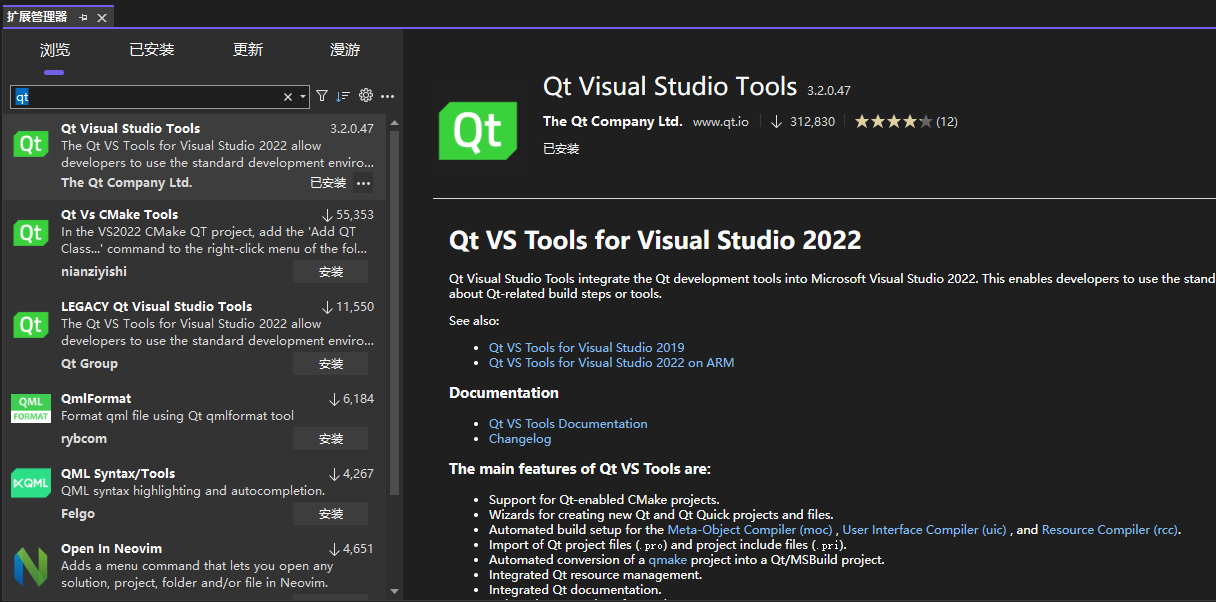 扩展管理器
浏览 已安装 更新 漫游
qt
Qt Visual Studio Tools 3.2.0.47
The Qt VS Tools for Visual Studio 2022 allow
developers to use the standard development enviro...
The Qt Company Ltd. 已安装
Qt Vs CMake Tools 55,353
In the VS2022 CMake QT project, add the 'Add QT
Class...' command to the right-click menu of the fol...
nianziyishi 安装
LEGACY Qt Visual Studio Tools 11,550
The Qt VS Tools for Visual Studio 2022 allow
developers to use the standard development enviro...
Qt Group 安装
QML
FORMAT
QmlFormat 6,184
Format qml file using Qt qmlformat tool
rybcom 安装
QML
QML Syntax/Tools 4,267
QML syntax highlighting and autocompletion.
Felgo 安装
Open In Neovim 4,651
Adds a menu command that lets you open any
solution, project, folder and/or file in Neovim.
Qt
Qt
Qt
Qt
Qt Visual Studio Tools 3.2.0.47
The Qt Company Ltd. www.qt.io 312,830 (12)
已安装
Qt VS Tools for Visual Studio 2022
Qt Visual Studio Tools integrate the Qt development tools into Microsoft Visual Studio 2022. This enables developers to use the stand
about Qt-related build steps or tools.
See also:
Qt VS Tools for Visual Studio 2019
Qt VS Tools for Visual Studio 2022 on ARM
Documentation
Qt VS Tools Documentation
Changelog
The main features of Qt VS Tools are:
Support for Qt-enabled CMake projects.
Wizards for creating new Qt and Qt Quick projects and files.
Automated build setup for the Meta-Object Compiler (moc) , User Interface Compiler (uic) , and Resource Compiler (rcc).
Import of Qt project files (.pro) and project include files (.pri).
Automated conversion of a qmake project into a Qt/MSBuild project.
Integrated Qt resource management.
Integrated Qt documentation.